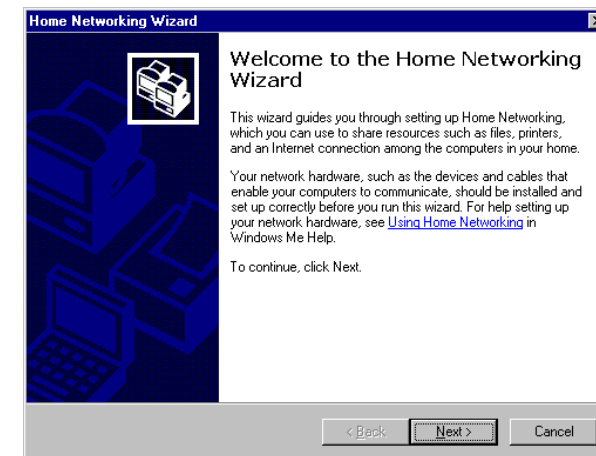 Home Networking Wizard
Welcome to the Home Networking
Wizard
This wizard guides you through setting up Home Networking,
which you can use to share resources such as files, printers,
and an Internet connection among the computers in your home.
Your network hardware, such as the devices and cables that
enable your computers to communicate, should be installed and
set up correctly before you run this wizard. For help setting up
your network hardware, see Using Home Networking in
Windows Me Help.
To continue, click Next.
< Back Next > Cancel